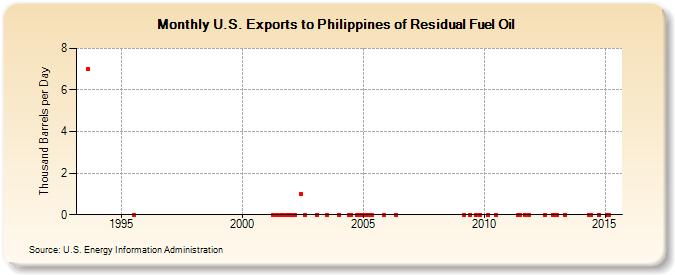 Monthly U.S. Exports to Philippines of Residual Fuel Oil
Thousand Barrels per Day
8
6
4
2
0
1995 2000 2005 2010 2015
Source: U.S. Energy Information Administration